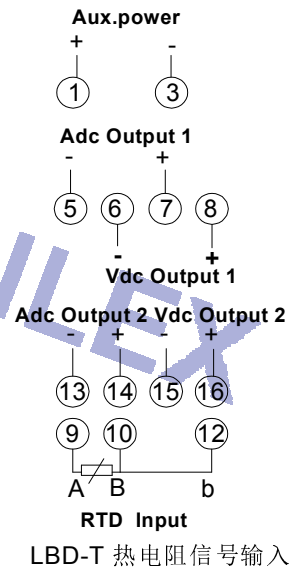 Aux.power
+ -
1 3
Adc Output 1
- +
5 6 7 8
- +
Vdc Output 1
Adc Output 2 Vdc Output 2
- + - +
13 14 15 16
9 10 12
A B b
RTD Input
LBD-T 热电阻信号输入